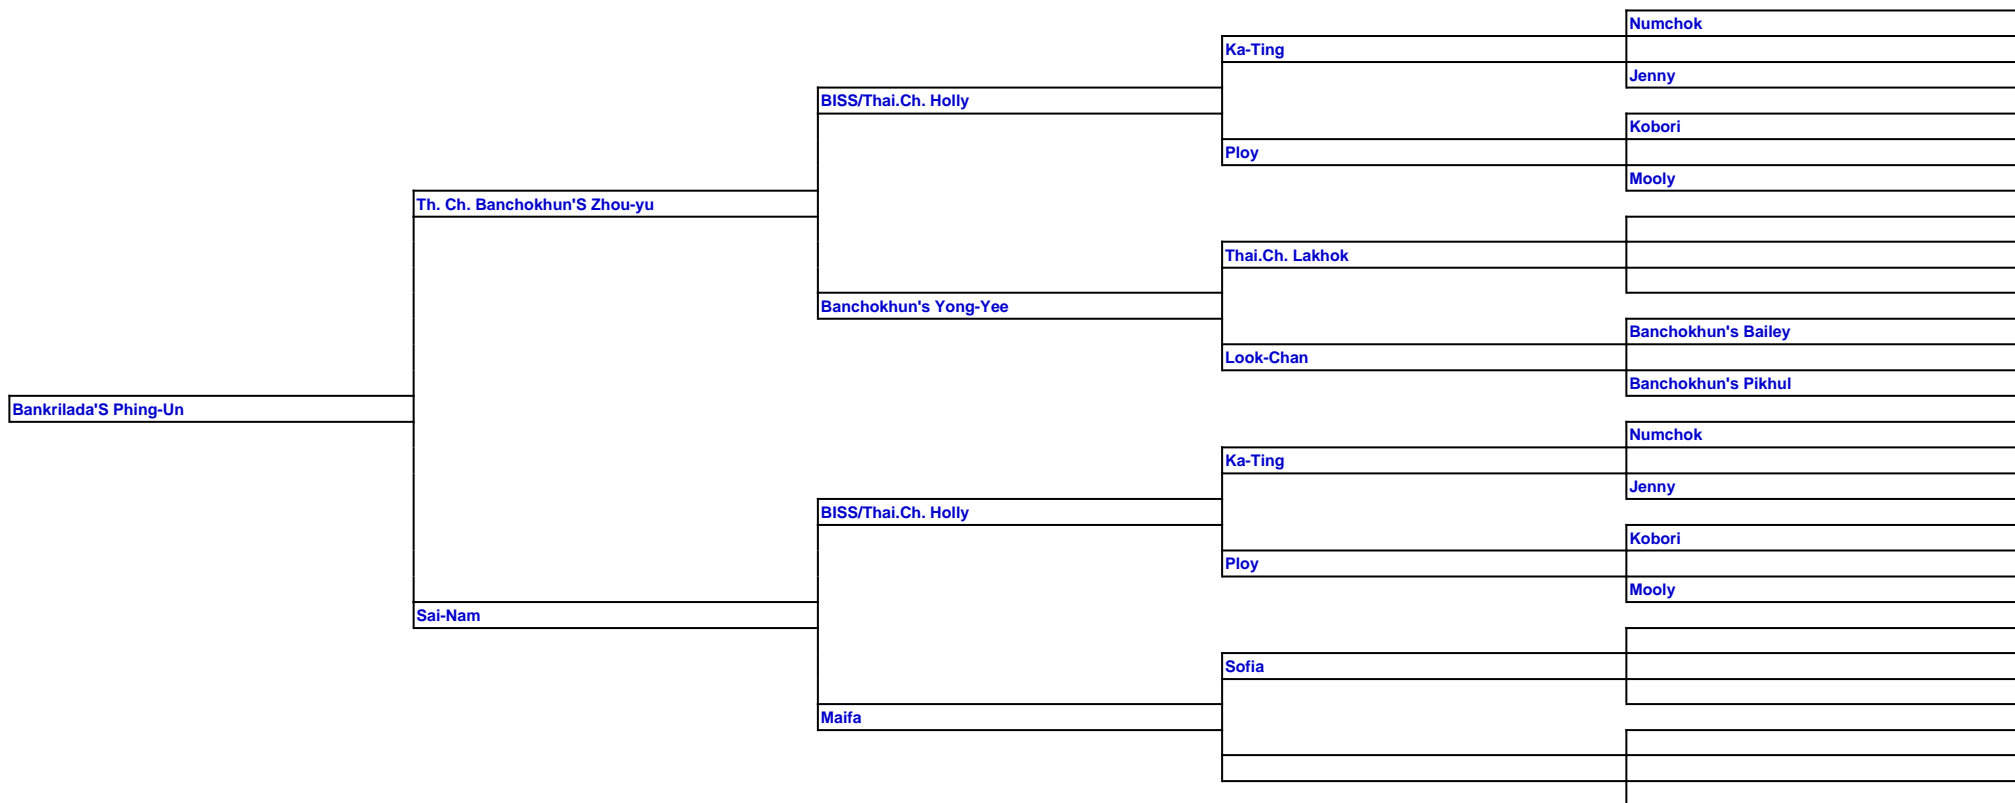 Numchok
Ka-Ting
Jenny
BISS/Thai.Ch. Holly
Kobori
Ploy
Mooly
Th. Ch. Banchokhun'S Zhou-yu
Thai.Ch. Lakhok
Banchokhun's Yong-Yee
Banchokhun's Bailey
Look-Chan
Banchokhun's Pikhul
Bankrilada'S Phing-Un
Numchok
Ka-Ting
Jenny
BISS/Thai.Ch. Holly
Kobori
Ploy
Mooly
Sai-Nam
Sofia
Maifa